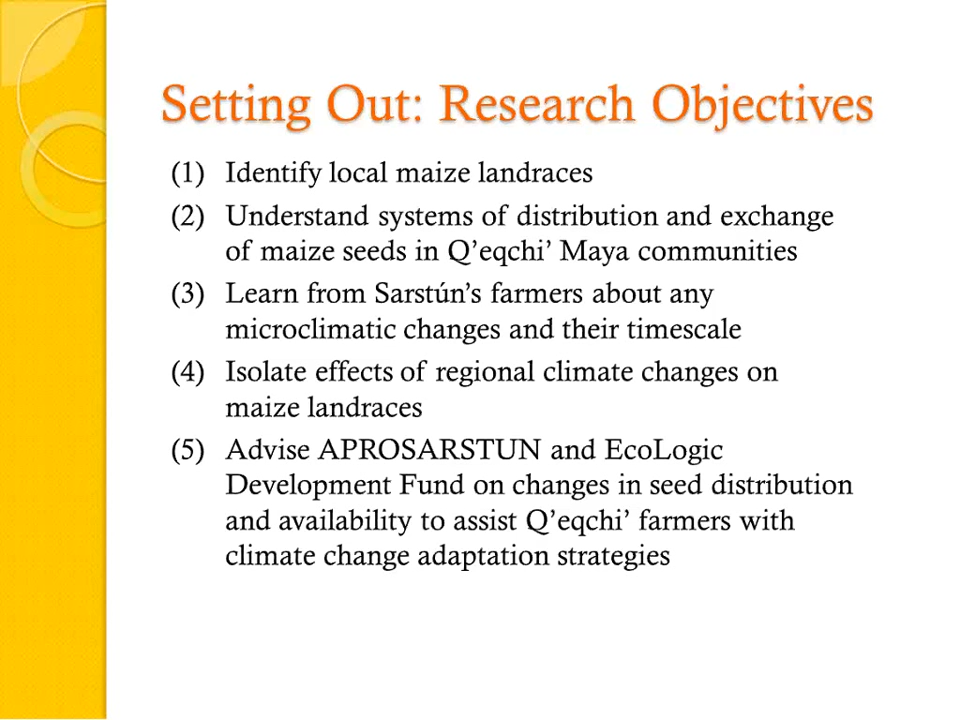 Setting Out: Research Objectives
(1) Identify local maize landraces
(2) Understand systems of distribution and exchange
of maize seeds in Q’eqchi’ Maya communities
(3) Learn from Sarstún’s farmers about any
microclimatic changes and their timescale
(4) Isolate effects of regional climate changes on
maize landraces
(5) Advise APROSARSTUN and EcoLogic
Development Fund on changes in seed distribution
and availability to assist Q’eqchi’ farmers with
climate change adaptation strategies